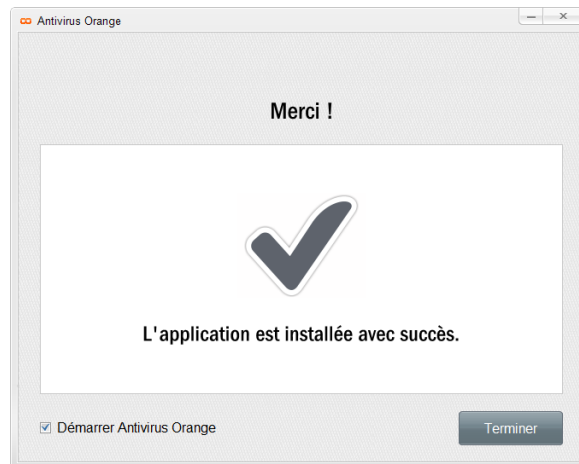 Antivirus Orange
Merci !
L'application est installée avec succès.
Démarrer Antivirus Orange
Terminer